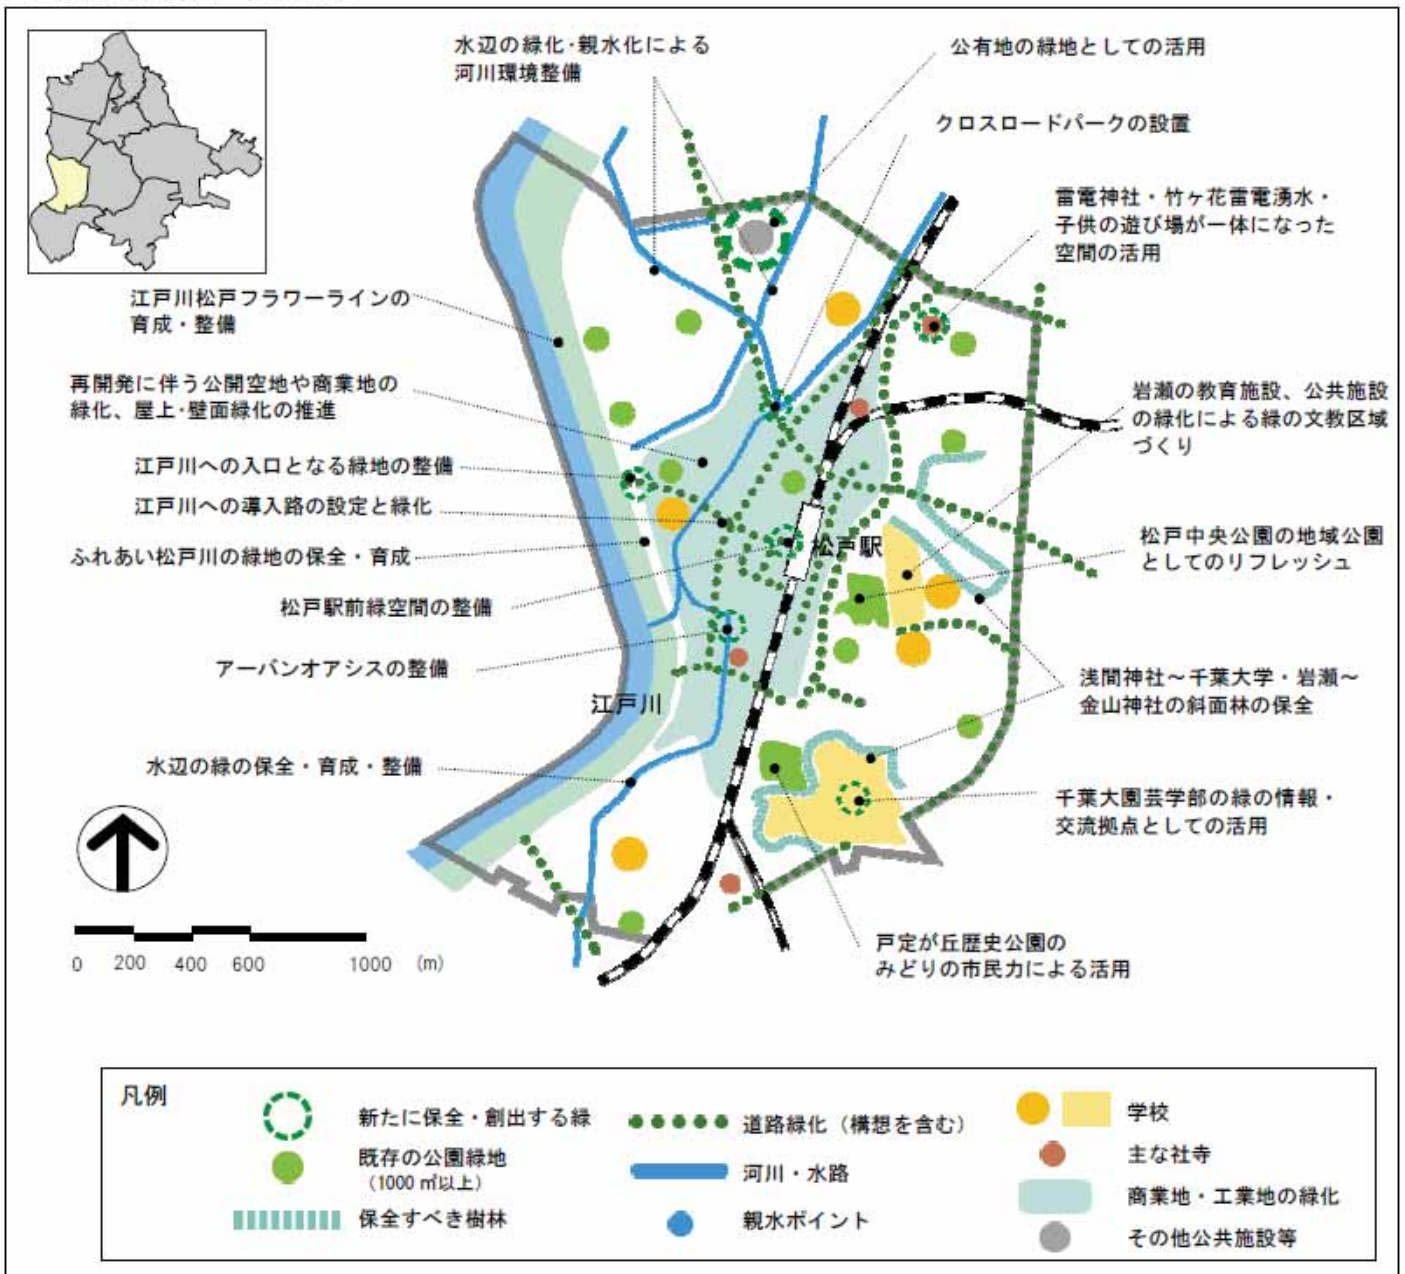 水辺の緑化･親水化による
河川環境整備
公有地の緑地としての活用
クロスロードパークの設置
雷電神社・竹ヶ花雷電湧水・
子供の遊び場が一体になった
空間の活用
江戸川松戸フラワーラインの
育成・整備
再開発に伴う公開空地や商業地の
緑化、屋上･壁面緑化の推進
岩瀬の教育施設、公共施設
の緑化による緑の文教区域
づくり
江戸川への入口となる緑地の整備
江戸川への導入路の設定と緑化
ふれあい松戸川の緑地の保全・育成
松戸駅
松戸中央公園の地域公園
としてのリフレッシュ
松戸駅前緑空間の整備
アーバンオアシスの整備
江戸川
浅間神社～千葉大学・岩瀬～
金山神社の斜面林の保全
水辺の緑の保全・育成・整備
千葉大園芸学部の緑の情報・
交流拠点としての活用
戸定が丘歴史公園の
みどりの市民力による活用
0 200 400 600 1000 (m)
凡例
新たに保全・創出する緑
既存の公園緑地
(1000 ㎡以上)
保全すべき樹林
道路緑化（構想を含む）
河川・水路
親水ポイント
学校
主な社寺
商業地・工業地の緑化
その他公共施設等